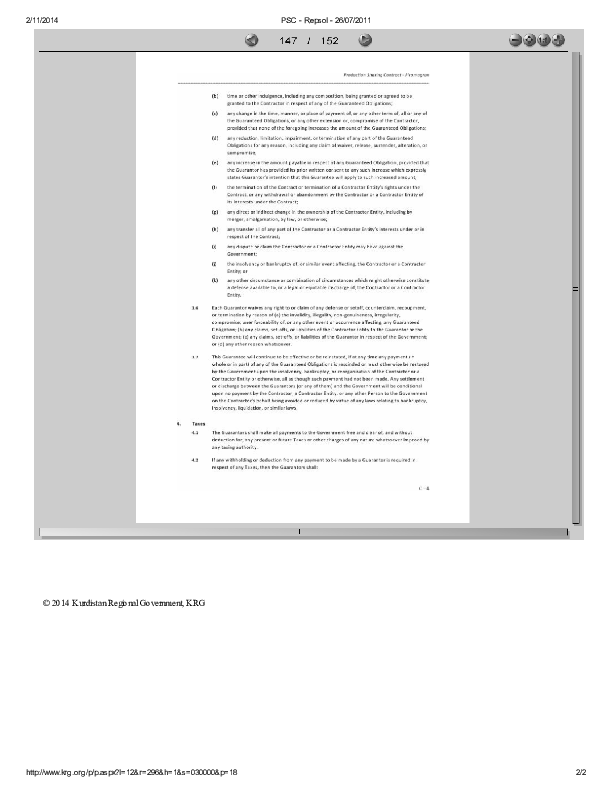 2/11/2014 PSC - Repsol - 26/07/2011
147 / 152
Production Sharing Contract - Piramagrun
(b) time or other indulgence, including any composition, being granted or agreed to be
granted to the Contractor in respect of any of the Guaranteed Obligations;
(c) any change in the time, manner, or place of payment of, or any other term of, all or any of
the Guaranteed Obligations, or any other extension or, compromise of the Contractor,
provided that none of the foregoing increases the amount of the Guaranteed Obligations;
(d) any reduction, limitation, impairment, or termination of any part of the Guaranteed
Obligations for any reason, including any claim of waiver, release, surrender, alteration, or
compromise;
(e) any increase in the amount payable in respect of any Guaranteed Obligation, provided that
the Guarantor has provided its prior written consent to any such increase which expressly
states Guarantor's intention that this Guarantee will apply to such increased amount;
(f) the termination of the Contract or termination of a Contractor Entity's rights under the
Contract, or any withdrawal or abandonment by the Contractor or a Contractor Entity of
its interests under the Contract;
(g) any direct or indirect change in the ownership of the Contractor Entity, including by
merger, amalgamation, by law, or otherwise;
(h) any transfer of all or any part of the Contractor or a Contractor Entity's interests under or in
respect of the Contract;
(i) any dispute or claim the Contractor or a Contractor Entity may have against the
Government;
(j) the insolvency or bankruptcy of, or similar event affecting, the Contractor or a Contractor
Entity; or
(k) any other circumstance or combination of circumstances which might otherwise constitute
a defense available to, or a legal or equitable discharge of, the Contractor or a Contractor
Entity.
3.6 Each Guarantor waives any right to or claim of any defense or setoff, counterclaim, recoupment,
or termination by reason of (a) the invalidity, illegality, non-genuineness, irregularity,
compromise, unenforceability of, or any other event or occurrence affecting, any Guaranteed
Obligation; (b) any claims, set offs, or liabilities of the Contractor Entity to the Guarantor or the
Government; (c) any claims, set offs, or liabilities of the Guarantor in respect of the Government;
or (d) any other reason whatsoever.
3.7 This Guarantee will continue to be effective or be reinstated, if at any time any payment (in
whole or in part) of any of the Guaranteed Obligations is rescinded or must otherwise be restored
by the Government upon the insolvency, bankruptcy, or reorganisation of the Contractor or a
Contractor Entity or otherwise, all as though such payment had not been made. Any settlement
or discharge between the Guarantors (or any of them) and the Government will be conditional
upon no payment by the Contractor, a Contractor Entity, or any other Person to the Government
on the Contractor's behalf being avoided or reduced by virtue of any laws relating to bankruptcy,
insolvency, liquidation, or similar laws.
4. Taxes
4.1 The Guarantors shall make all payments to the Government free and clear of, and without
deduction for, any present or future Taxes or other charges of any nature whatsoever imposed by
any taxing authority.
4.2 If any withholding or deduction from any payment to be made by a Guarantor is required in
respect of any Taxes, then the Guarantors shall:
© 2014 Kurdistan Regional Government, KRG
http://www.krg.org/p/p.aspx?l=12&r=296&h=1&s=030000&p=18 2/2